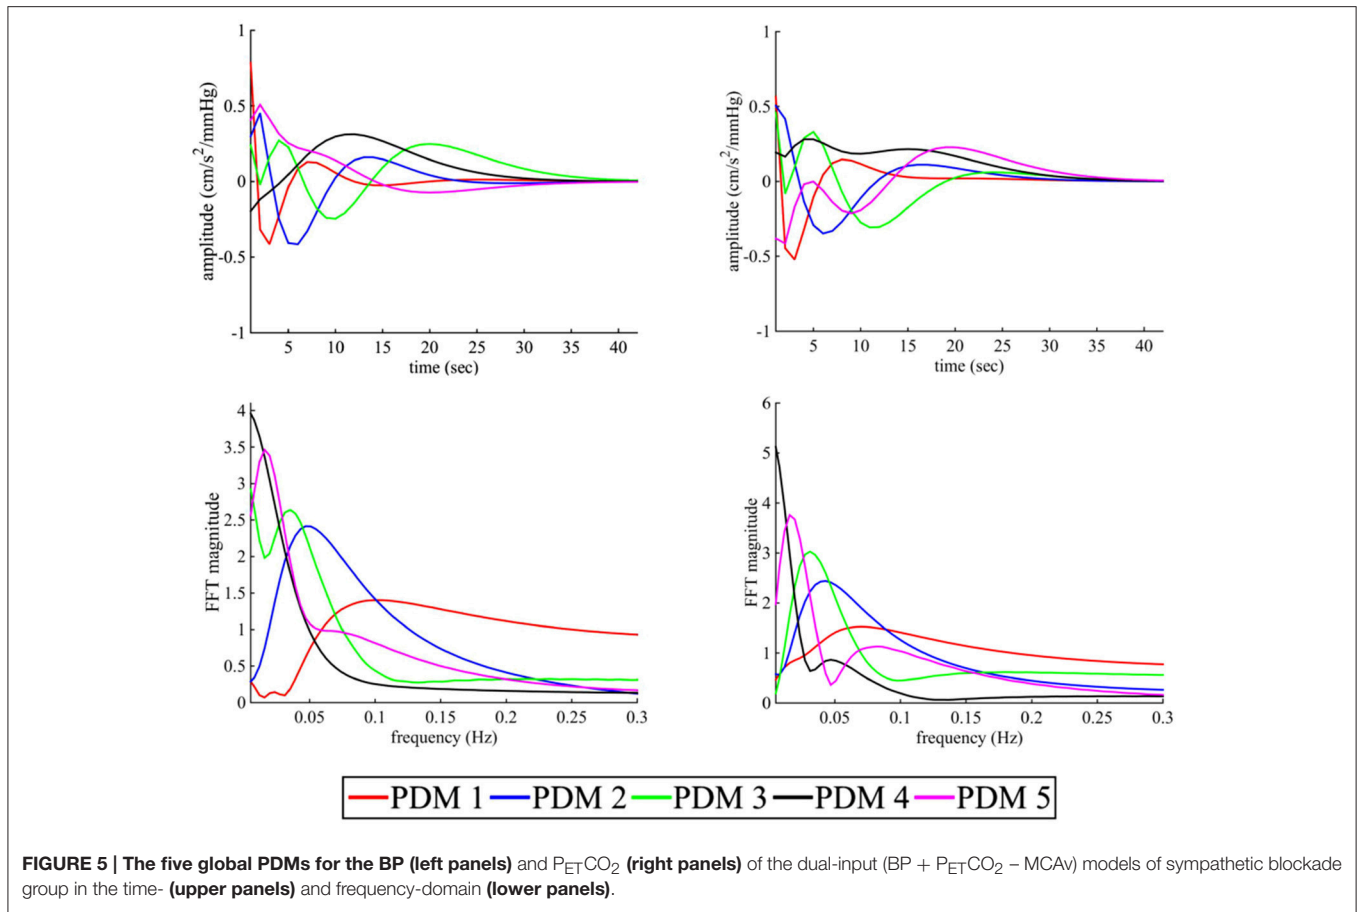 1
0.5
0
-0.5
-1
amplitude (cm/s²/mmHg)
5 10 15 20 25 30 35 40
time (sec)
1
0.5
0
-0.5
-1
amplitude (cm/s²/mmHg)
5 10 15 20 25 30 35 40
time (sec)
4
3.5
3
2.5
2
1.5
1
0.5
0
FFT magnitude
0.05 0.1 0.15 0.2 0.25 0.3
frequency (Hz)
6
5
4
3
2
1
0
FFT magnitude
0.05 0.1 0.15 0.2 0.25 0.3
frequency (Hz)
PDM 1 PDM 2 PDM 3 PDM 4 PDM 5
FIGURE 5 | The five global PDMs for the BP (left panels) and PETCO₂ (right panels) of the dual-input (BP + PETCO₂ – MCAv) models of sympathetic blockade
group in the time- (upper panels) and frequency-domain (lower panels).